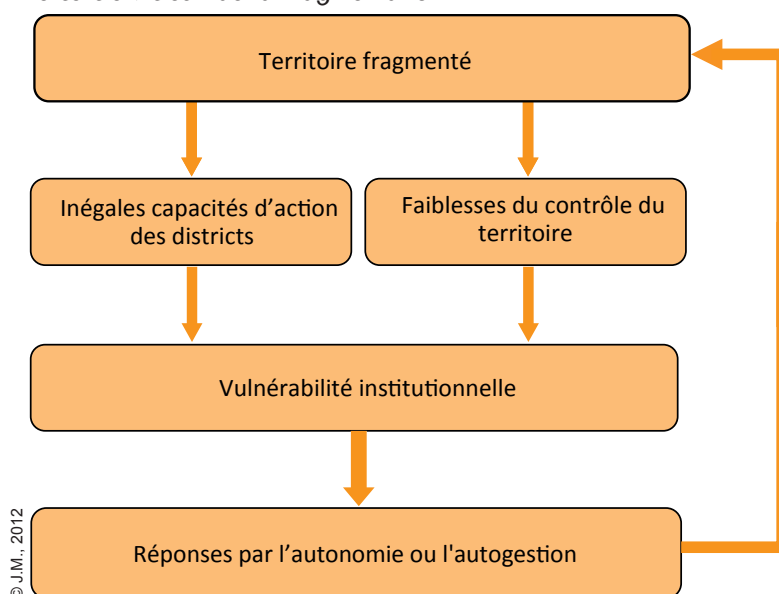 Territoire fragmenté
Inégales capacités d'action
des districts
Faiblesses du contrôle du
territoire
Vulnérabilité institutionnelle
Réponses par l'autonomie ou l'autogestion
© J.M., 2012